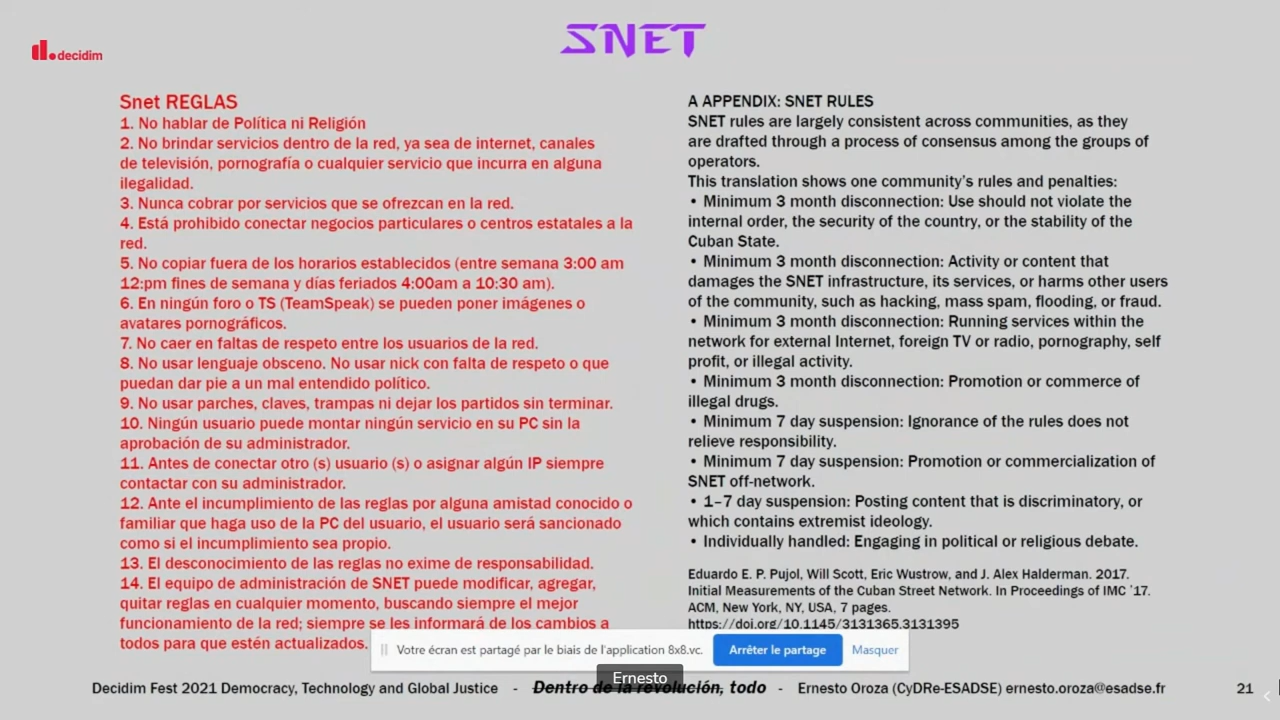 SNET
decidim
Snet REGLAS
1. No hablar de Política ni Religión
2. No brindar servicios dentro de la red, ya sea de internet, canales
de televisión, pornografía o cualquier servicio que incurra en alguna
ilegalidad.
3. Nunca cobrar por servicios que se ofrezcan en la red.
4. Está prohibido conectar negocios particulares o centros estatales a la
red.
5. No copiar fuera de los horarios establecidos (entre semana 3:00 am
12:pm fines de semana y días feriados 4:00am a 10:30 am).
6. En ningún foro o TS (TeamSpeak) se pueden poner imágenes o
avatares pornográficos.
7. No caer en faltas de respeto entre los usuarios de la red.
8. No usar lenguaje obsceno. No usar nick con falta de respeto o que
puedan dar pie a un mal entendido político.
9. No usar parches, claves, trampas ni dejar los partidos sin terminar.
10. Ningún usuario puede montar ningún servicio en su PC sin la
aprobación de su administrador.
11. Antes de conectar otro (s) usuario (s) o asignar algún IP siempre
contactar con su administrador.
12. Ante el incumplimiento de las reglas por alguna amistad conocido o
familiar que haga uso de la PC del usuario, el usuario será sancionado
como si el incumplimiento sea propio.
13. El desconocimiento de las reglas no exime de responsabilidad.
14. El equipo de administración de SNET puede modificar, agregar,
quitar reglas en cualquier momento, buscando siempre el mejor
funcionamiento de la red; siempre se les informará de los cambios a
todos para que estén actualizados.
A APPENDIX: SNET RULES
SNET rules are largely consistent across communities, as they
are drafted through a process of consensus among the groups of
operators.
This translation shows one community's rules and penalties:
• Minimum 3 month disconnection: Use should not violate the
internal order, the security of the country, or the stability of the
Cuban State.
• Minimum 3 month disconnection: Activity or content that
damages the SNET infrastructure, its services, or harms other users
of the community, such as hacking, mass spam, flooding, or fraud.
• Minimum 3 month disconnection: Running services within the
network for external Internet, foreign TV or radio, pornography, self
profit, or illegal activity.
• Minimum 3 month disconnection: Promotion or commerce of
illegal drugs.
• Minimum 7 day suspension: Ignorance of the rules does not
relieve responsibility.
• Minimum 7 day suspension: Promotion or commercialization of
SNET off-network.
• 1–7 day suspension: Posting content that is discriminatory, or
which contains extremist ideology.
• Individually handled: Engaging in political or religious debate.
Eduardo E. P. Pujol, Will Scott, Eric Wustrow, and J. Alex Halderman. 2017.
Initial Measurements of the Cuban Street Network. In Proceedings of IMC '17.
ACM, New York, NY, USA, 7 pages.
https://doi.org/10.1145/3131365.3131395
Votre écran est partagé par le biais de l'application 8x8.vc. Arrêter le partage Masquer
Ernesto
Decidim Fest 2021 Democracy, Technology and Global Justice - Dentro de la revolución, todo - Ernesto Oroza (CyDRe-ESADSE) ernesto.oroza@esadse.fr 21